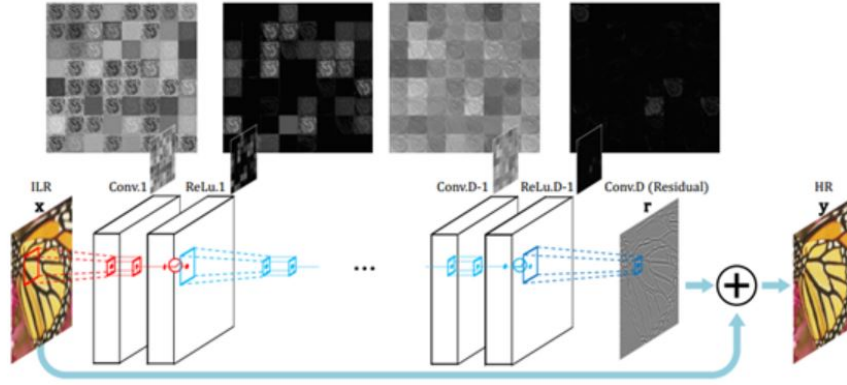 ILR
x
Conv.1
ReLu.1
...
Conv.D-1
ReLU.D-1
Conv.D (Residual)
r
HR
y